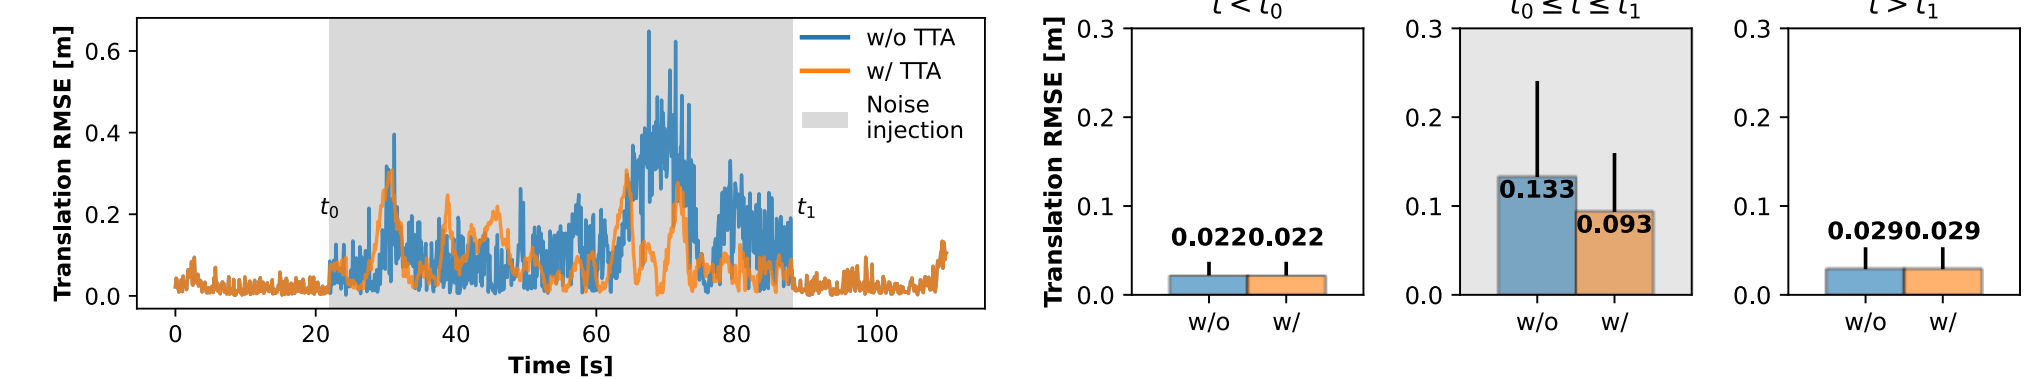 Translation RMSE [m]
0.6
0.4
0.2
0.0
t0
t1
w/o TTA
w/ TTA
Noise
injection
0 20 40 60 80 100
Time [s]
t < t0
Translation RMSE [m]
0.3
0.2
0.1
0.0
0.022 0.022
w/o w/
t0 ≤ t ≤ t1
0.3
0.2
0.1
0.0
0.133
0.093
w/o w/
t > t1
0.3
0.2
0.1
0.0
0.029 0.029
w/o w/